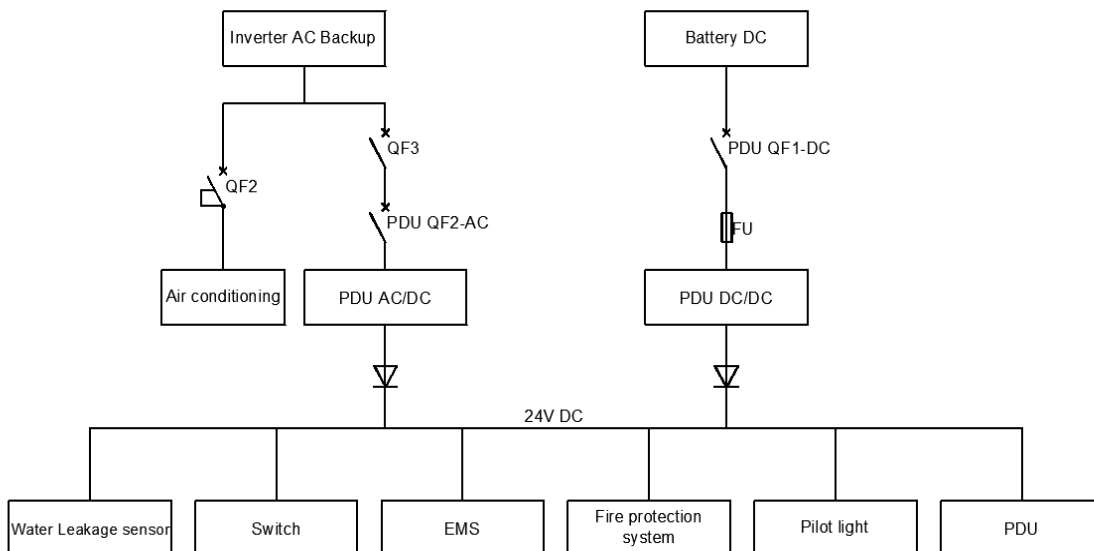 Inverter AC Backup
Battery DC
QF3
PDU QF1-DC
QF2
PDU QF2-AC
FU
Air conditioning
PDU AC/DC
PDU DC/DC
24V DC
Water Leakage sensor
Switch
EMS
Fire protection
system
Pilot light
PDU